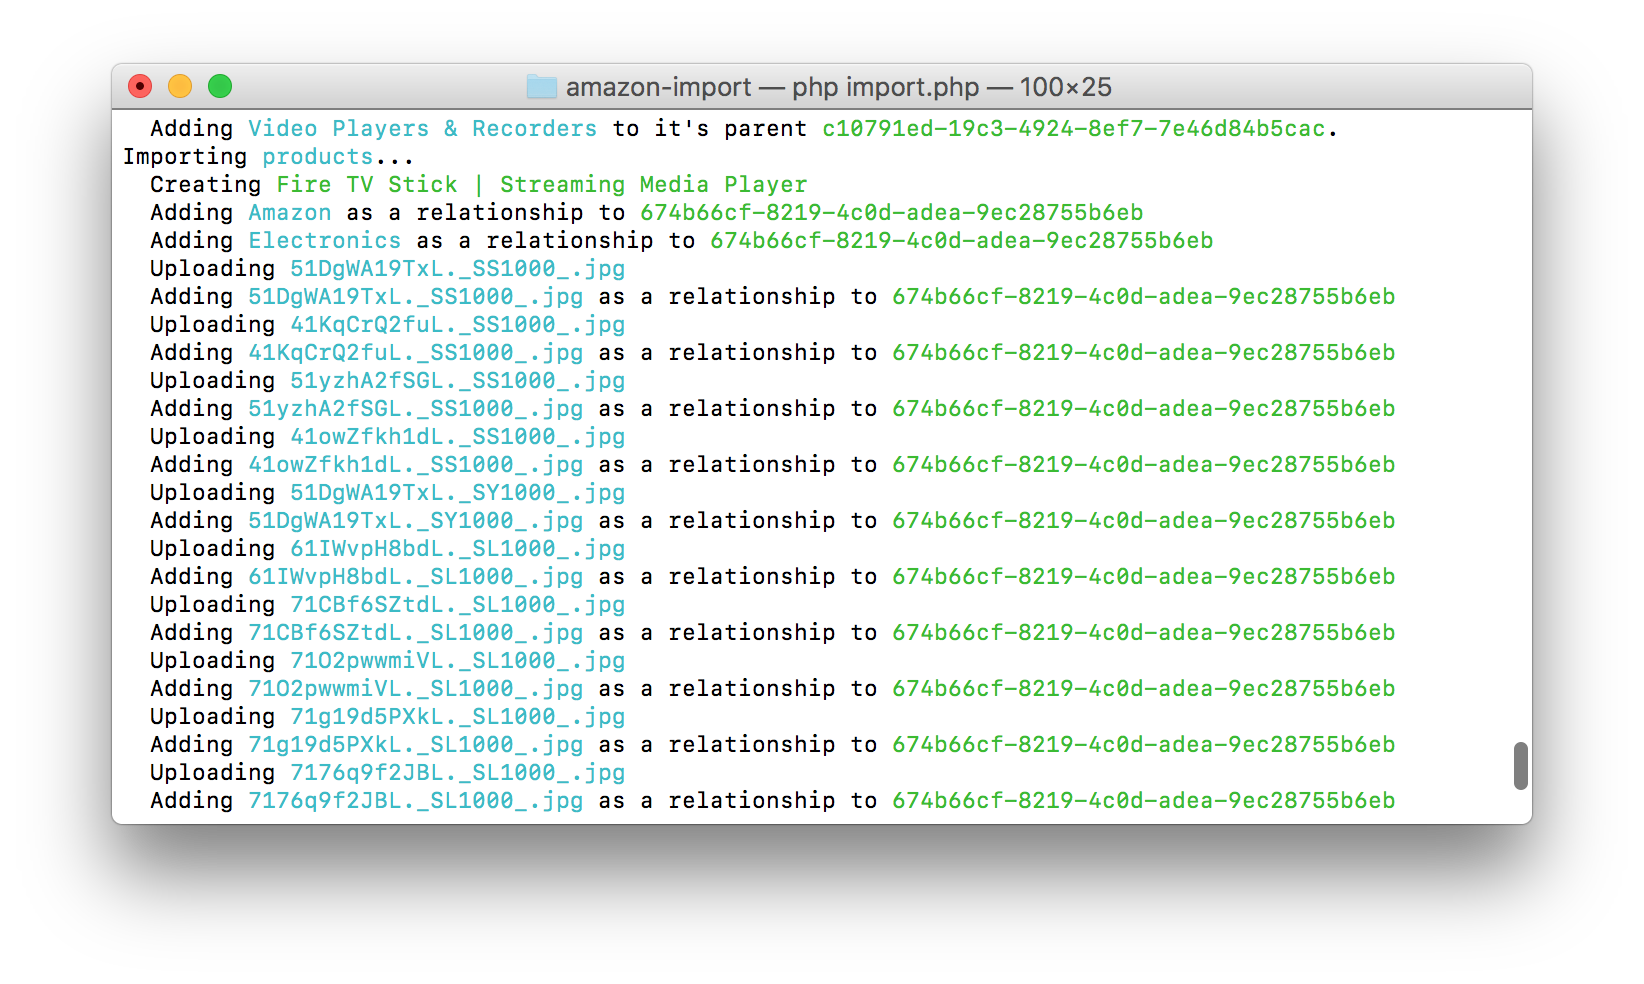 amazon-import — php import.php — 100×25
Adding Video Players & Recorders to it's parent c10791ed-19c3-4924-8ef7-7e46d84b5cac.
Importing products...
Creating Fire TV Stick | Streaming Media Player
Adding Amazon as a relationship to 674b66cf-8219-4c0d-adea-9ec28755b6eb
Adding Electronics as a relationship to 674b66cf-8219-4c0d-adea-9ec28755b6eb
Uploading 51DgWA19TxL._SS1000_.jpg
Adding 51DgWA19TxL._SS1000_.jpg as a relationship to 674b66cf-8219-4c0d-adea-9ec28755b6eb
Uploading 41KqCrQ2fuL._SS1000_.jpg
Adding 41KqCrQ2fuL._SS1000_.jpg as a relationship to 674b66cf-8219-4c0d-adea-9ec28755b6eb
Uploading 51yzhA2fSGL._SS1000_.jpg
Adding 51yzhA2fSGL._SS1000_.jpg as a relationship to 674b66cf-8219-4c0d-adea-9ec28755b6eb
Uploading 41owZfkh1dL._SS1000_.jpg
Adding 41owZfkh1dL._SS1000_.jpg as a relationship to 674b66cf-8219-4c0d-adea-9ec28755b6eb
Uploading 51DgWA19TxL._SY1000_.jpg
Adding 51DgWA19TxL._SY1000_.jpg as a relationship to 674b66cf-8219-4c0d-adea-9ec28755b6eb
Uploading 61IWvpH8bdL._SL1000_.jpg
Adding 61IWvpH8bdL._SL1000_.jpg as a relationship to 674b66cf-8219-4c0d-adea-9ec28755b6eb
Uploading 71CBf6SZtdL._SL1000_.jpg
Adding 71CBf6SZtdL._SL1000_.jpg as a relationship to 674b66cf-8219-4c0d-adea-9ec28755b6eb
Uploading 71O2pwwmiVL._SL1000_.jpg
Adding 71O2pwwmiVL._SL1000_.jpg as a relationship to 674b66cf-8219-4c0d-adea-9ec28755b6eb
Uploading 71g19d5PXkL._SL1000_.jpg
Adding 71g19d5PXkL._SL1000_.jpg as a relationship to 674b66cf-8219-4c0d-adea-9ec28755b6eb
Uploading 7176q9f2JBL._SL1000_.jpg
Adding 7176q9f2JBL._SL1000_.jpg as a relationship to 674b66cf-8219-4c0d-adea-9ec28755b6eb